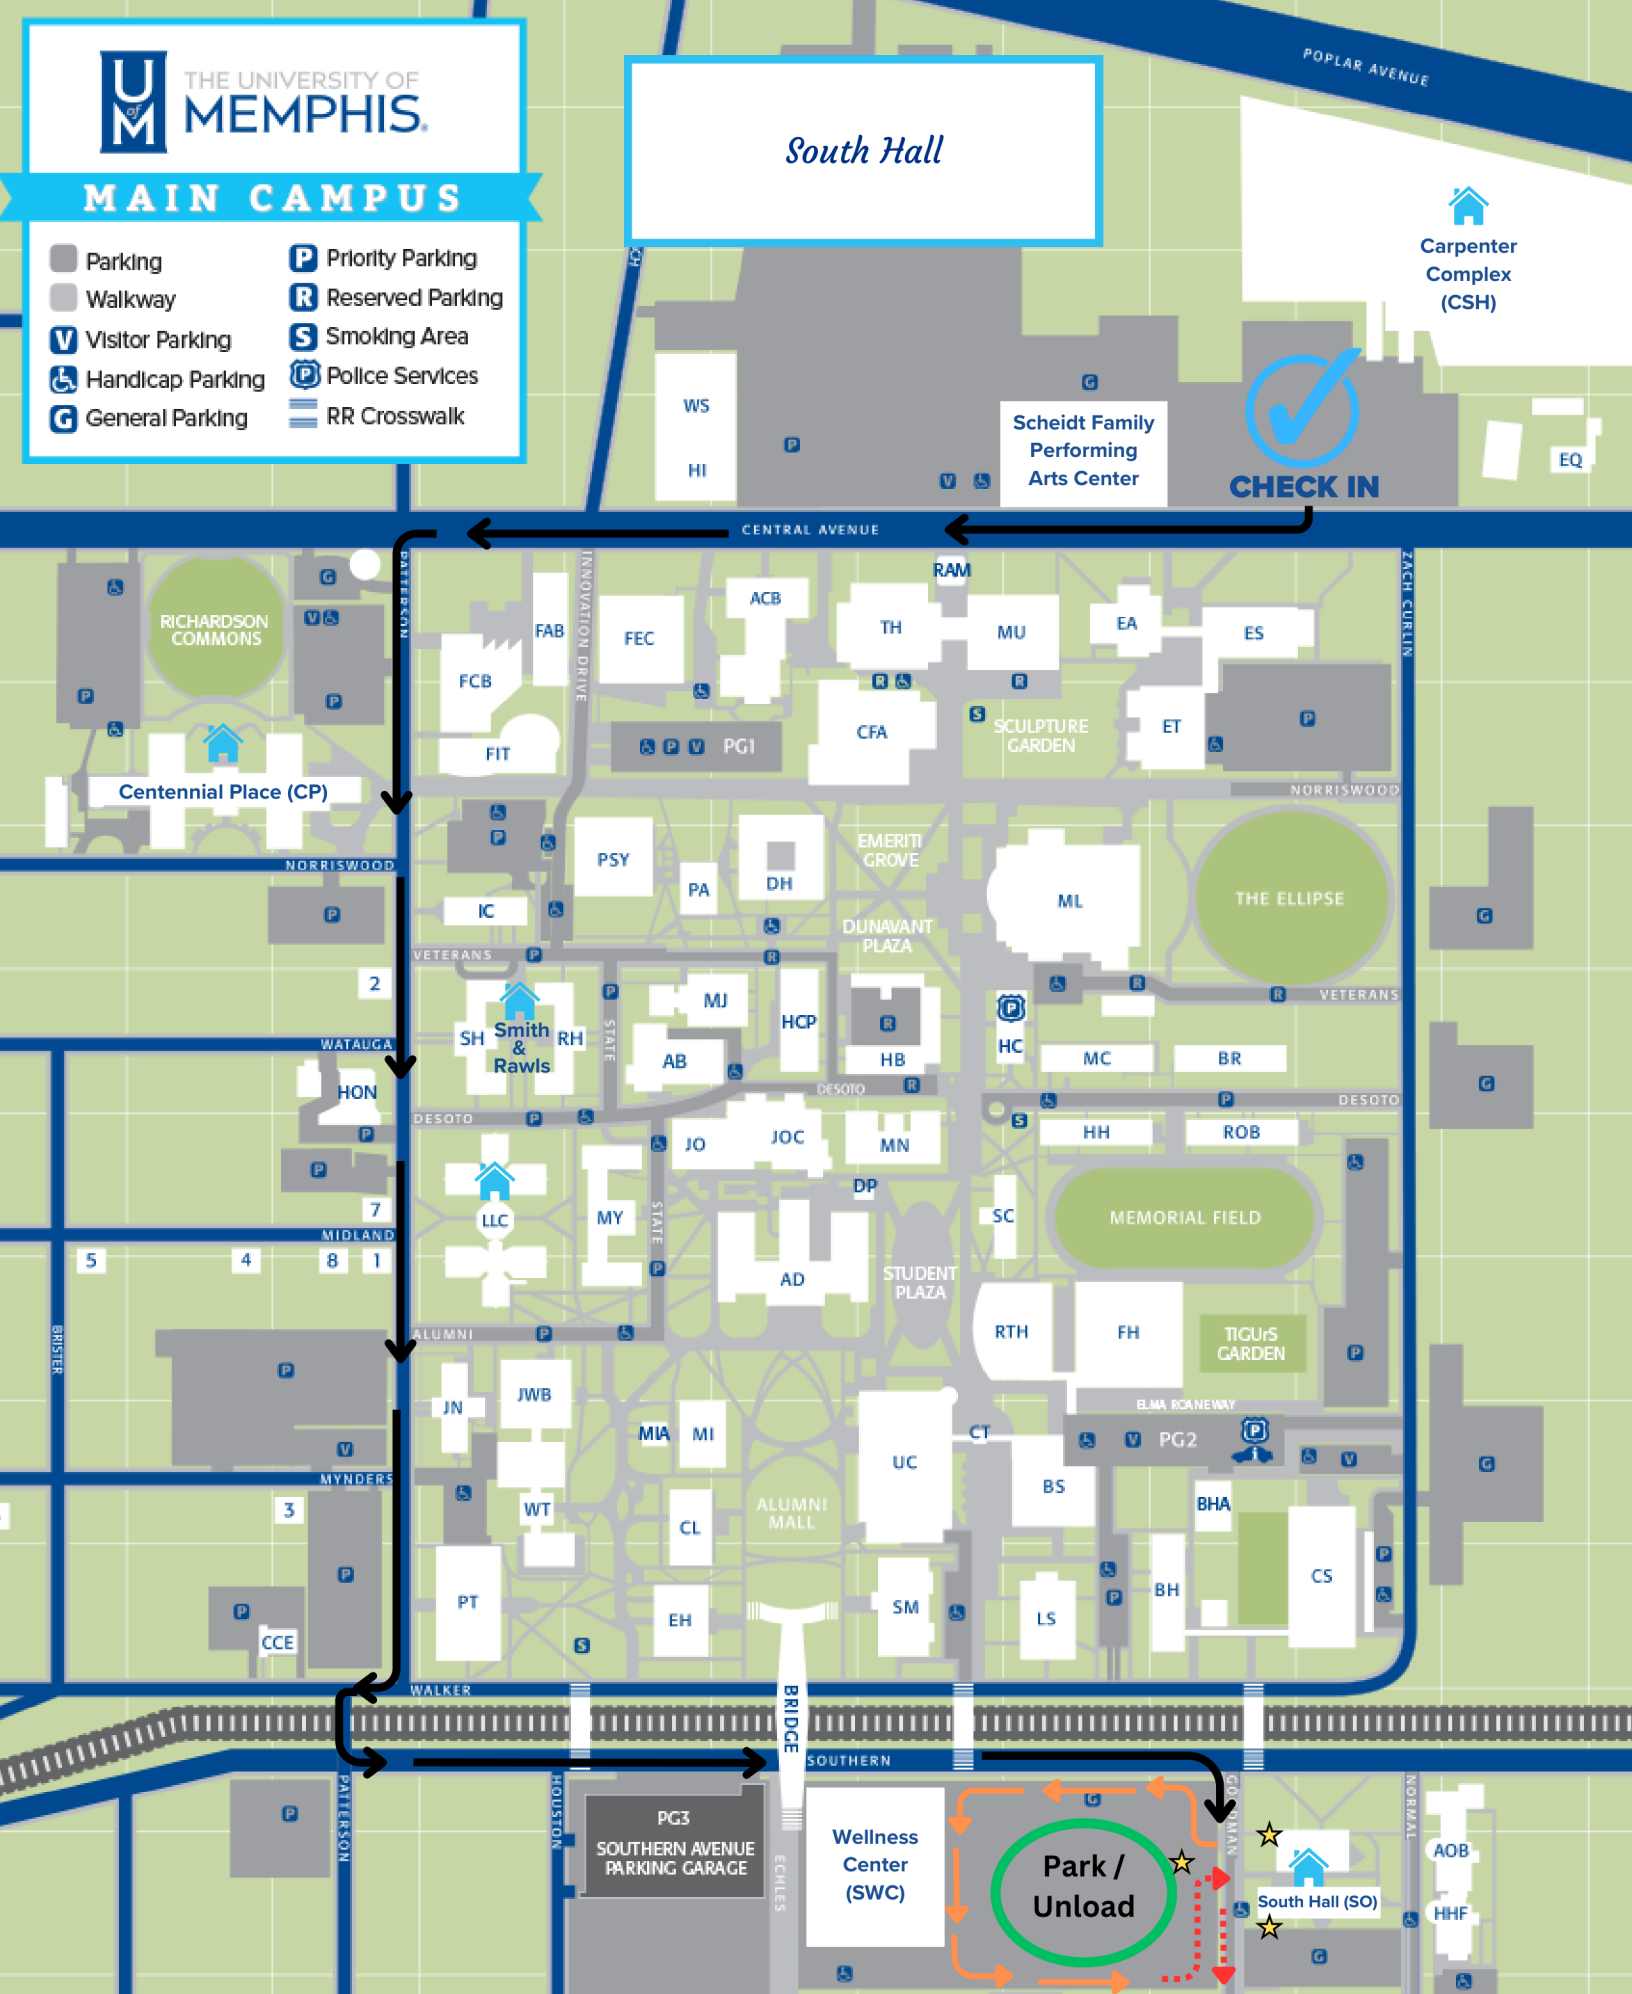 THE UNIVERSITY OF
MEMPHIS
MAIN CAMPUS
Parking
Walkway
V Visitor Parking
Handicap Parking
G General Parking
P Priority Parking
R Reserved Parking
S Smoking Area
P Police Services
RR Crosswalk
South Hall
POPLAR AVENUE
Carpenter
Complex
(CSH)
WS
HI
P
G
V
Scheidt Family
Performing
Arts Center
CHECK IN
EQ
CENTRAL AVENUE
PATTERSON
INNOVATION DRIVE
ZACH CURLIN
RICHARDSON
COMMONS
G
V
P
P
Centennial Place (CP)
NORRISWOOD
FAB
FCB
FIT
FEC
ACB
RAM
TH
MU
EA
ES
R
R
S
CFA
SCULPTURE
GARDEN
ET
P
P V PG1
NORRISWOOD
P
PSY
PA
DH
EMERITI
GROVE
DUNAVANT
PLAZA
ML
THE ELLIPSE
G
IC
P
VETERANS
P
R
R
R
VETERANS
2
WATAUGA
SH
Smith
&
Rawls
RH
STATE
P
MJ
HCP
AB
R
HB
P
HC
MC
BR
G
HON
P
P
DESOTO
P
DESOTO
R
P
DESOTO
S
HH
ROB
7
MIDLAND
5
4
8
1
LLC
MY
STATE
P
JO
JOC
MN
DP
AD
STUDENT
PLAZA
SC
MEMORIAL FIELD
RTH
FH
TIGUrS
GARDEN
P
BRISTER
ALUMNI
P
P
V
MYNDERS
JN
JWB
MIA
MI
UC
CT
ELMA ROANEWAY
V PG2
P
V
G
BS
BHA
3
P
P
CCE
WT
CL
ALUMNI
MALL
PT
EH
SM
LS
P
BH
CS
P
S
WALKER
BRIDGE
SOUTHERN
PATTERSON
HOUSTON
ECHLES
NORMAL
P
PG3
SOUTHERN AVENUE
PARKING GARAGE
Wellness
Center
(SWC)
G
Park /
Unload
South Hall (SO)
G
AOB
HHF